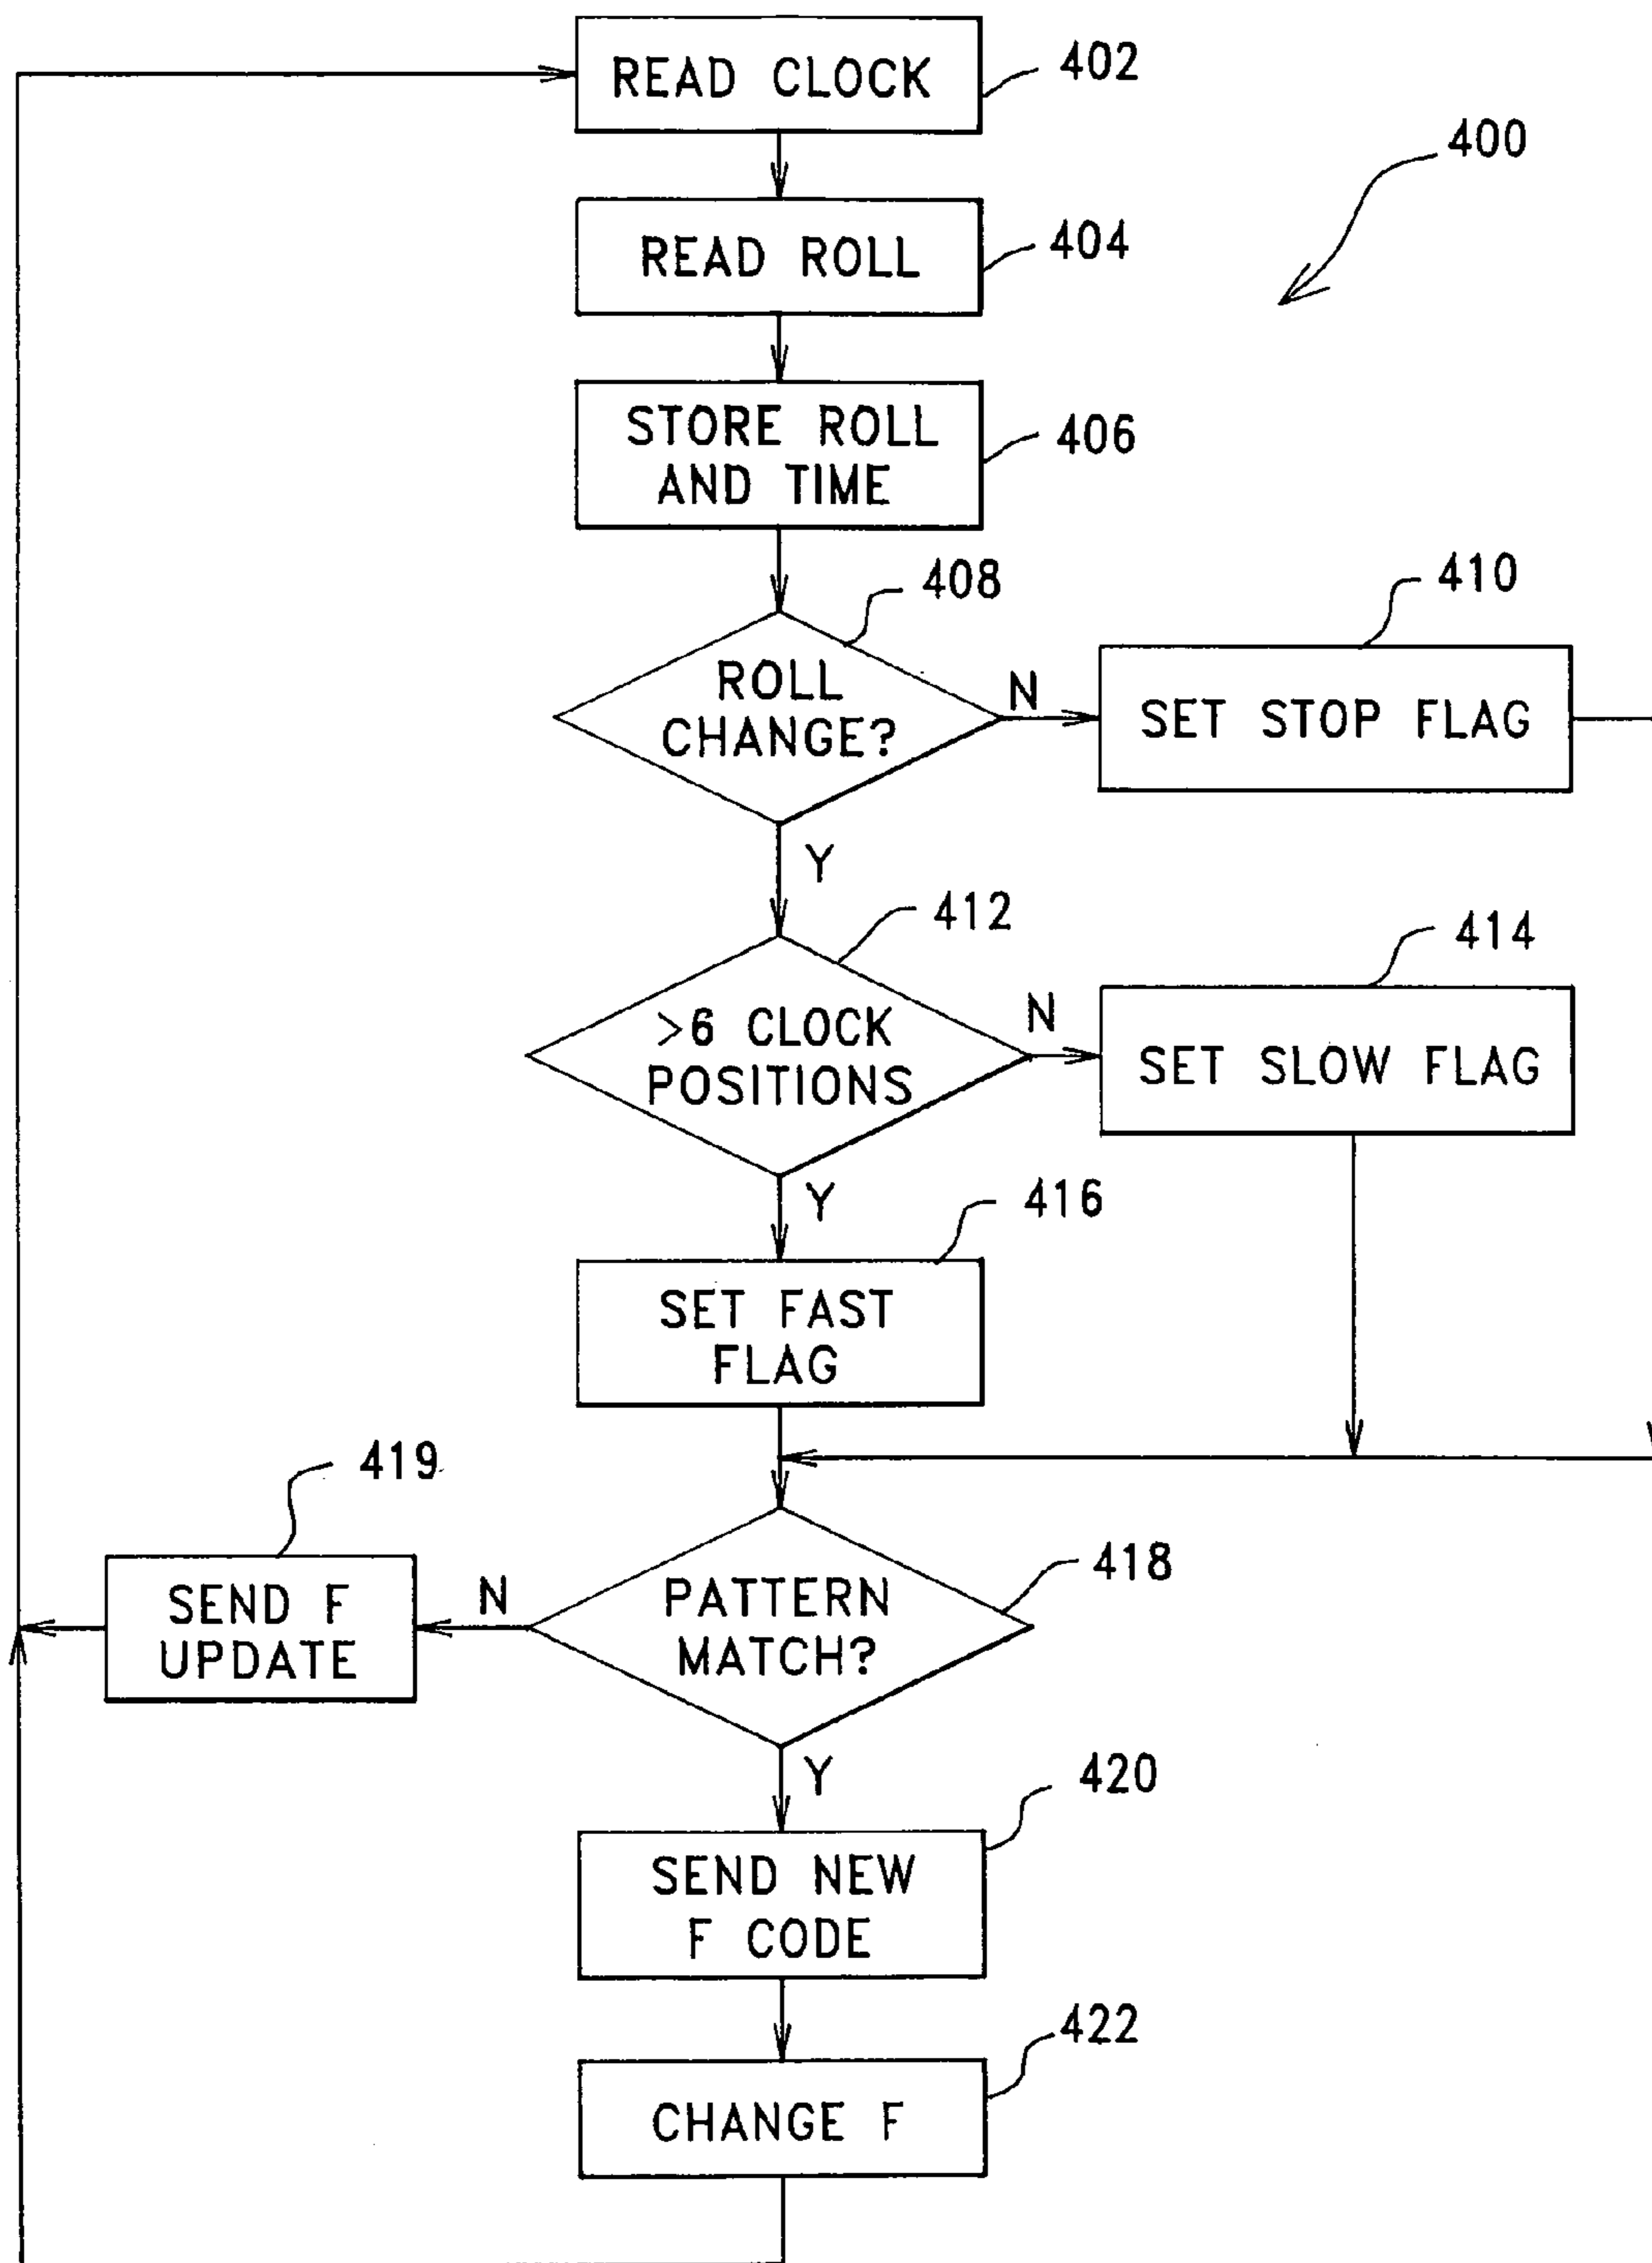 READ CLOCK
402
400
READ ROLL
404
STORE ROLL
AND TIME
406
408
410
ROLL
CHANGE?
N
SET STOP FLAG
Y
412
414
>6 CLOCK
POSITIONS
N
SET SLOW FLAG
Y
416
SET FAST
FLAG
419
418
SEND F
UPDATE
N
PATTERN
MATCH?
Y
420
SEND NEW
F CODE
422
CHANGE F